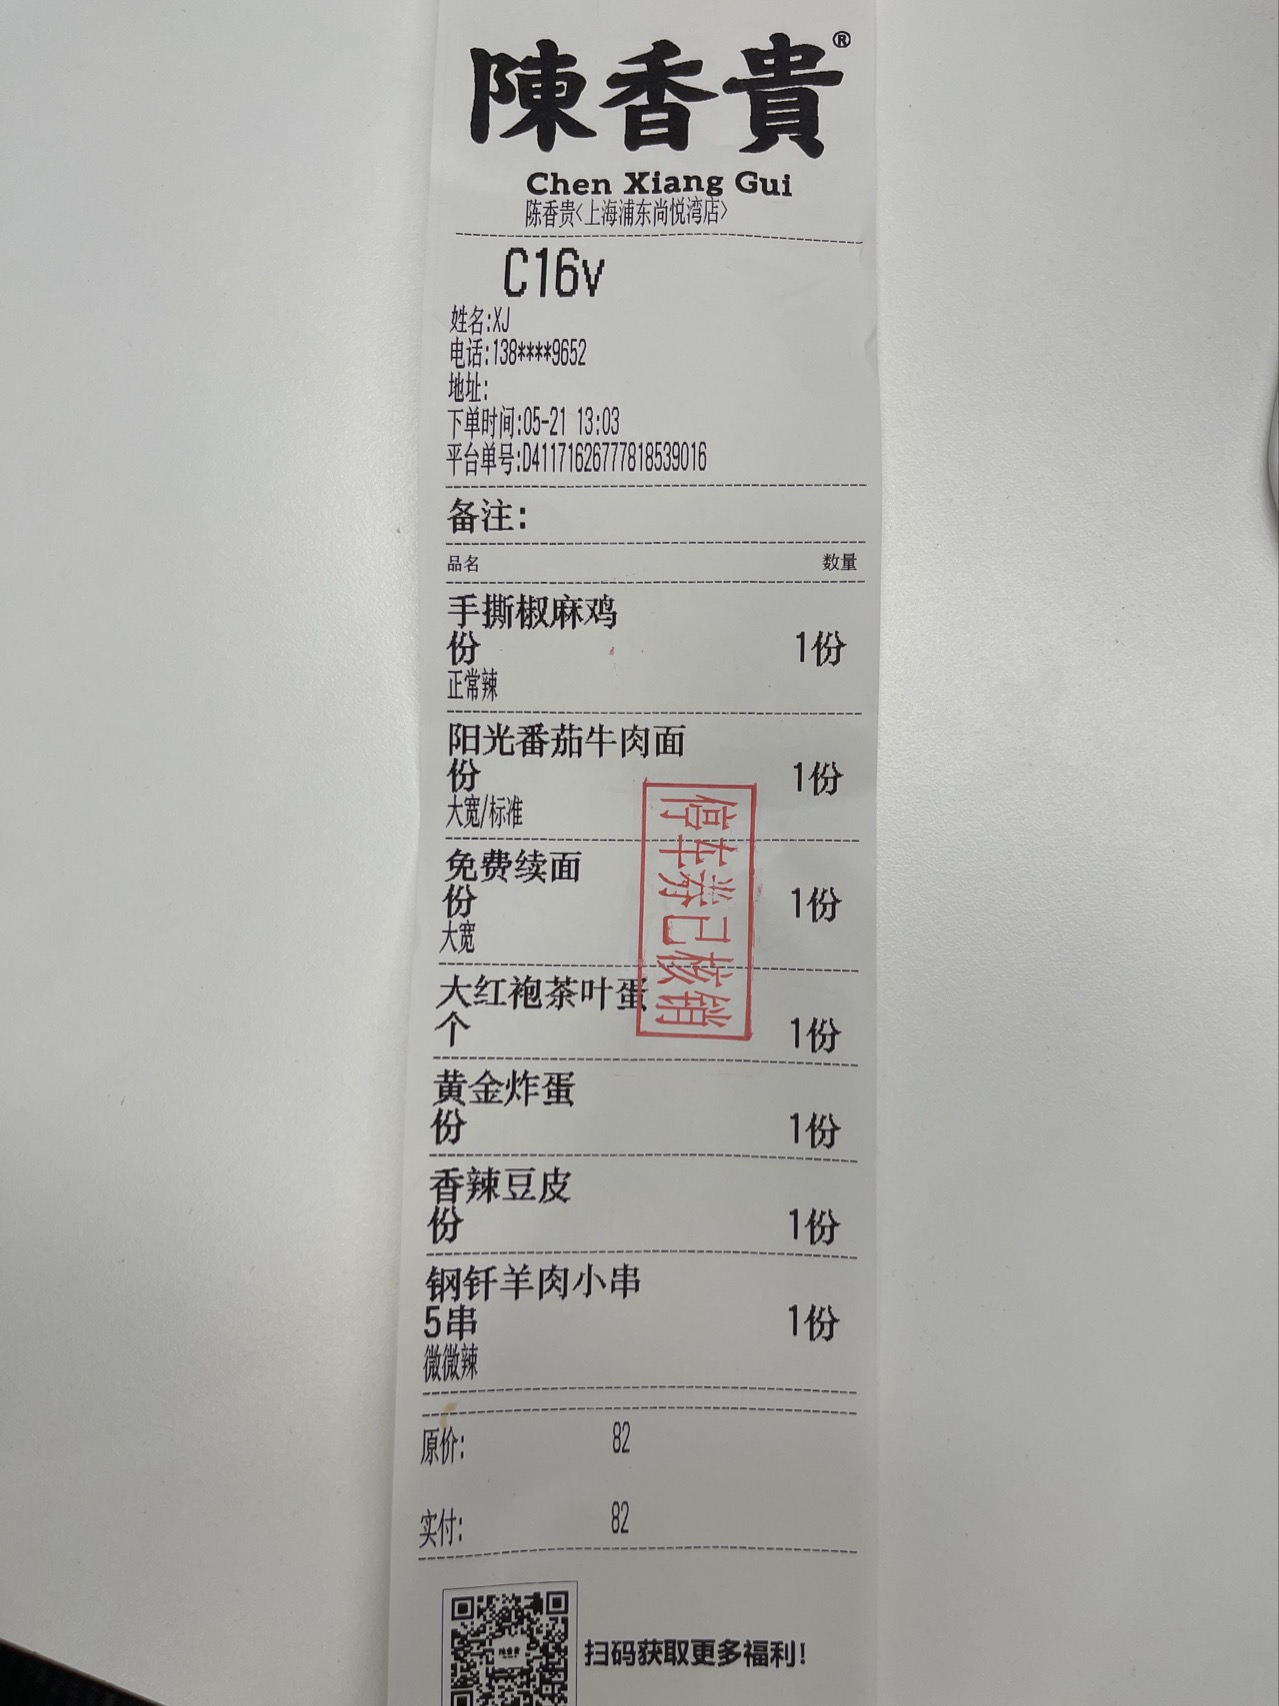 陳香貴®
Chen Xiang Gui
陈香贵<上海浦东尚悦湾店>
C16v
姓名:XJ
电话:138****9652
地址:
下单时间:05-21 13:03
平台单号:D41171626777818539016
备注:
品名 数量
手撕椒麻鸡
份 1份
正常辣
阳光番茄牛肉面
份 1份
大宽/标准
免费续面
份 1份
大宽
大红袍茶叶蛋
个 1份
黄金炸蛋
份 1份
香辣豆皮
份 1份
钢钎羊肉小串
5串 1份
微微辣
原价: 82
实付: 82
扫码获取更多福利!
停车券已核销